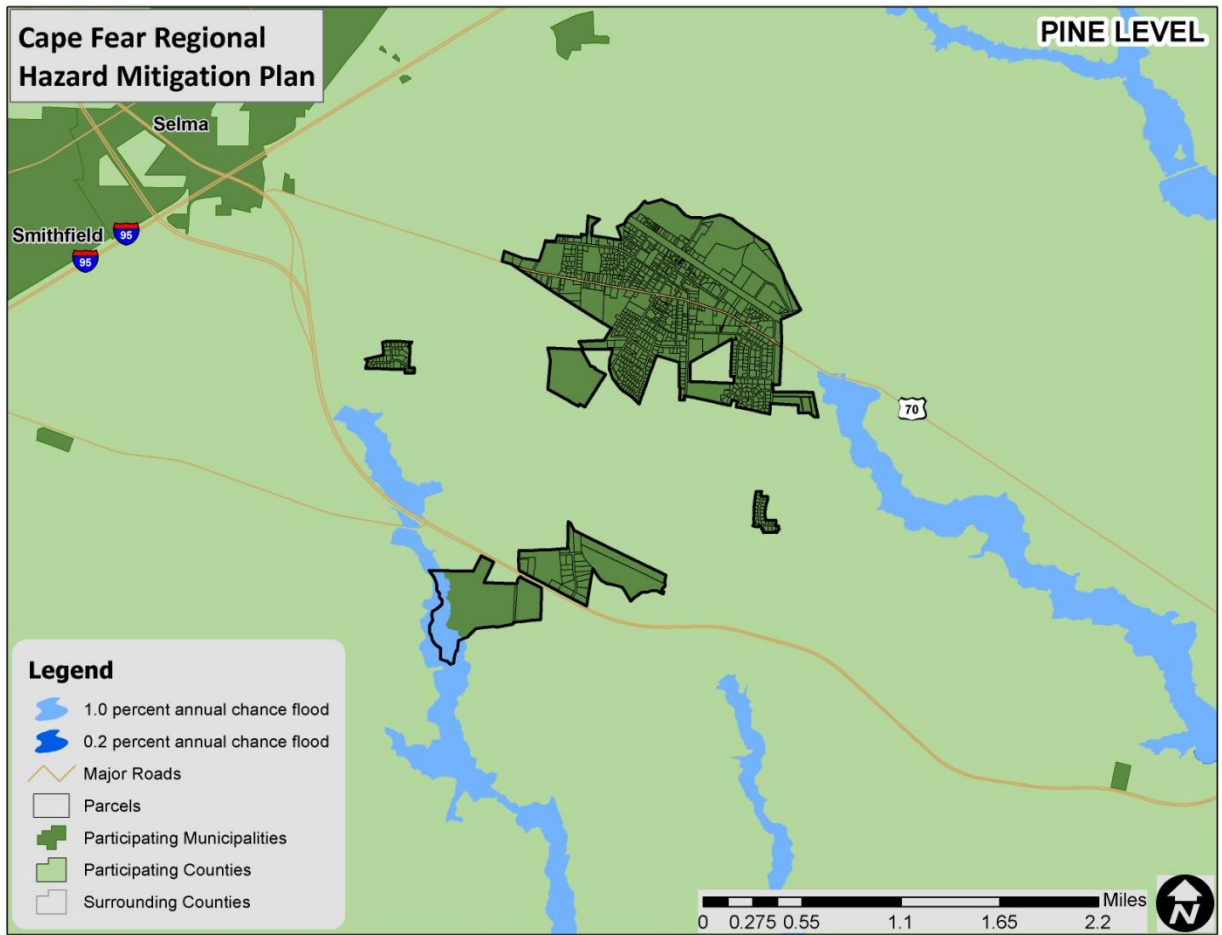 Cape Fear Regional
Hazard Mitigation Plan
PINE LEVEL
Selma
Smithfield
95
95
70
Legend
1.0 percent annual chance flood
0.2 percent annual chance flood
Major Roads
Parcels
Participating Municipalities
Participating Counties
Surrounding Counties
Miles
0 0.275 0.55 1.1 1.65 2.2
N